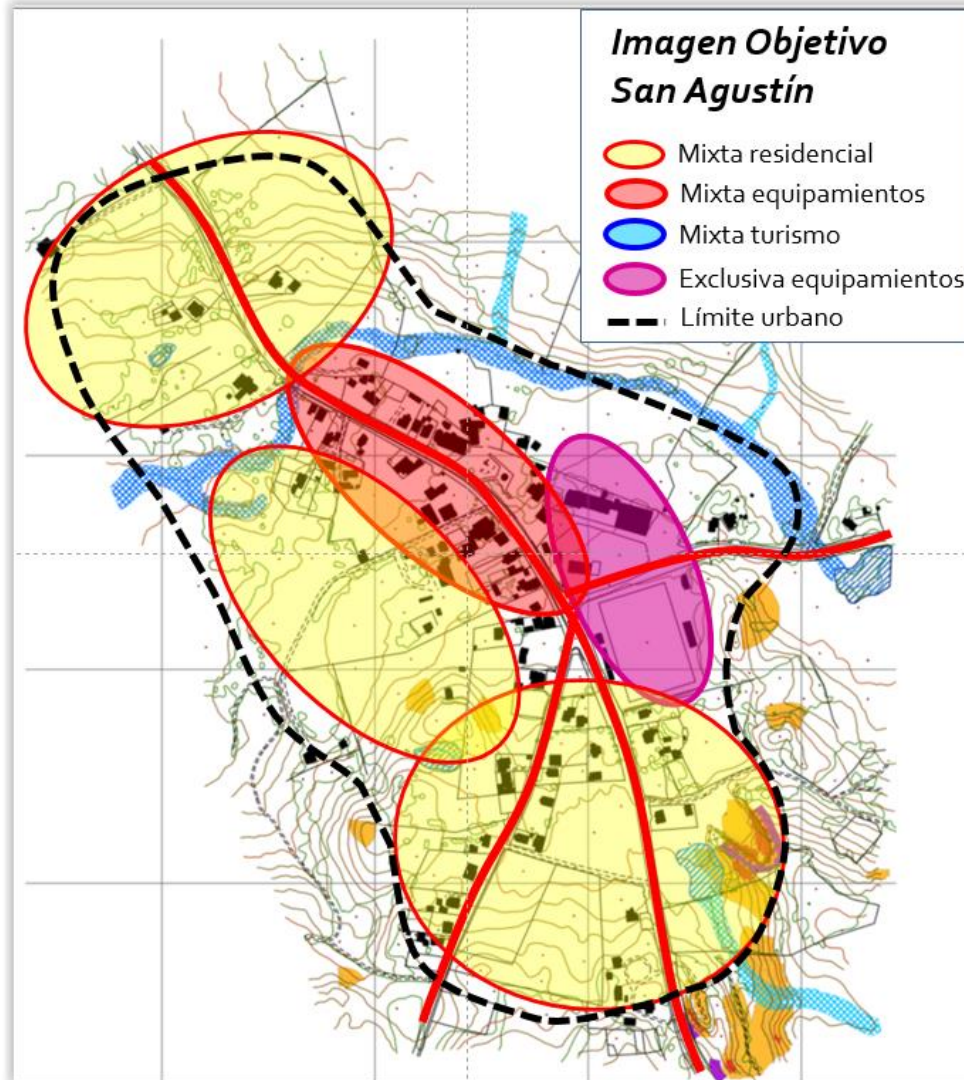 Imagen Objetivo
San Agustín
Mixta residencial
Mixta equipamientos
Mixta turismo
Exclusiva equipamientos
Límite urbano